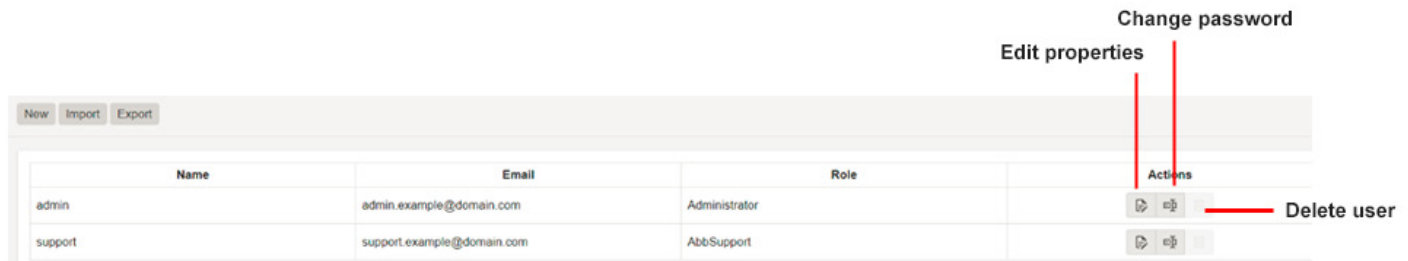 Change password
Edit properties
New Import Export
Name Email Role Actions
admin admin.example@domain.com Administrator
Delete user
support support.example@domain.com AbbSupport